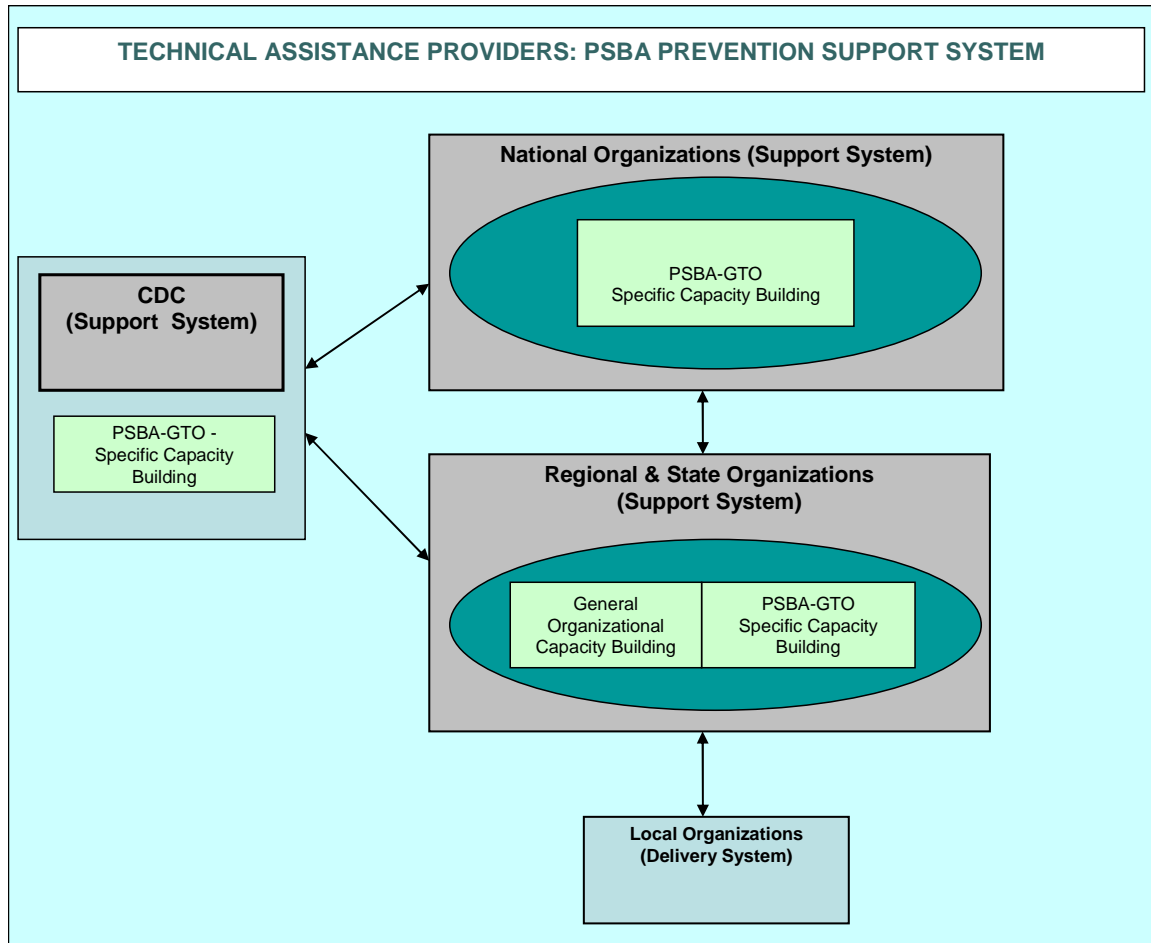 TECHNICAL ASSISTANCE PROVIDERS: PSBA PREVENTION SUPPORT SYSTEM
National Organizations (Support System)
PSBA-GTO
Specific Capacity Building
CDC
(Support System)
PSBA-GTO -
Specific Capacity
Building
Regional & State Organizations
(Support System)
General
Organizational
Capacity Building
PSBA-GTO
Specific Capacity
Building
Local Organizations
(Delivery System)